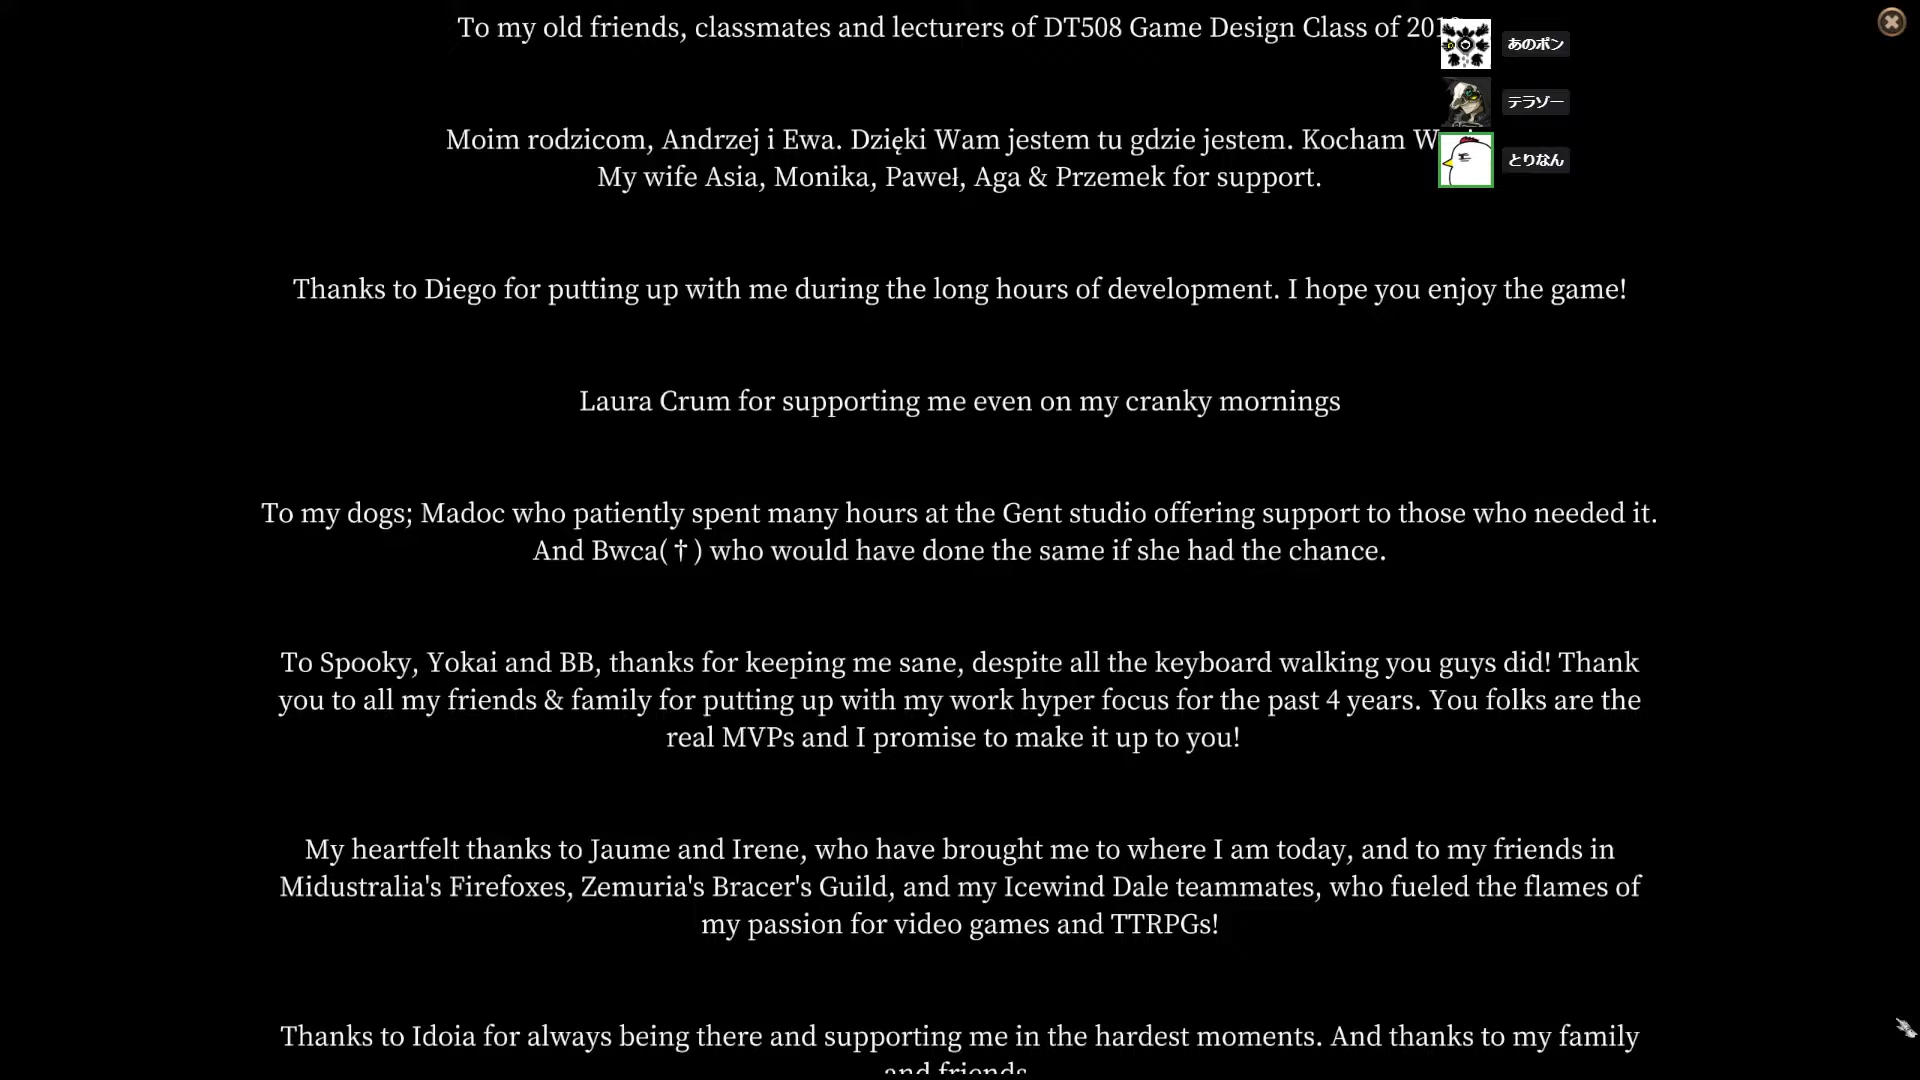 To my old friends, classmates and lecturers of DT508 Game Design Class of
あのポン
テラゾー
Moim rodzicom, Andrzej i Ewa. Dzięki Wam jestem tu gdzie jestem. Kocham
とりなん
My wife Asia, Monika, Paweł, Aga & Przemek for support.
Thanks to Diego for putting up with me during the long hours of development. I hope you enjoy the game!
Laura Crum for supporting me even on my cranky mornings
To my dogs; Madoc who patiently spent many hours at the Gent studio offering support to those who needed it.
And Bwca(†) who would have done the same if she had the chance.
To Spooky, Yokai and BB, thanks for keeping me sane, despite all the keyboard walking you guys did! Thank
you to all my friends & family for putting up with my work hyper focus for the past 4 years. You folks are the
real MVPs and I promise to make it up to you!
My heartfelt thanks to Jaume and Irene, who have brought me to where I am today, and to my friends in
Midustralia's Firefoxes, Zemuria's Bracer's Guild, and my Icewind Dale teammates, who fueled the flames of
my passion for video games and TTRPGs!
Thanks to Idoia for always being there and supporting me in the hardest moments. And thanks to my family
and friends